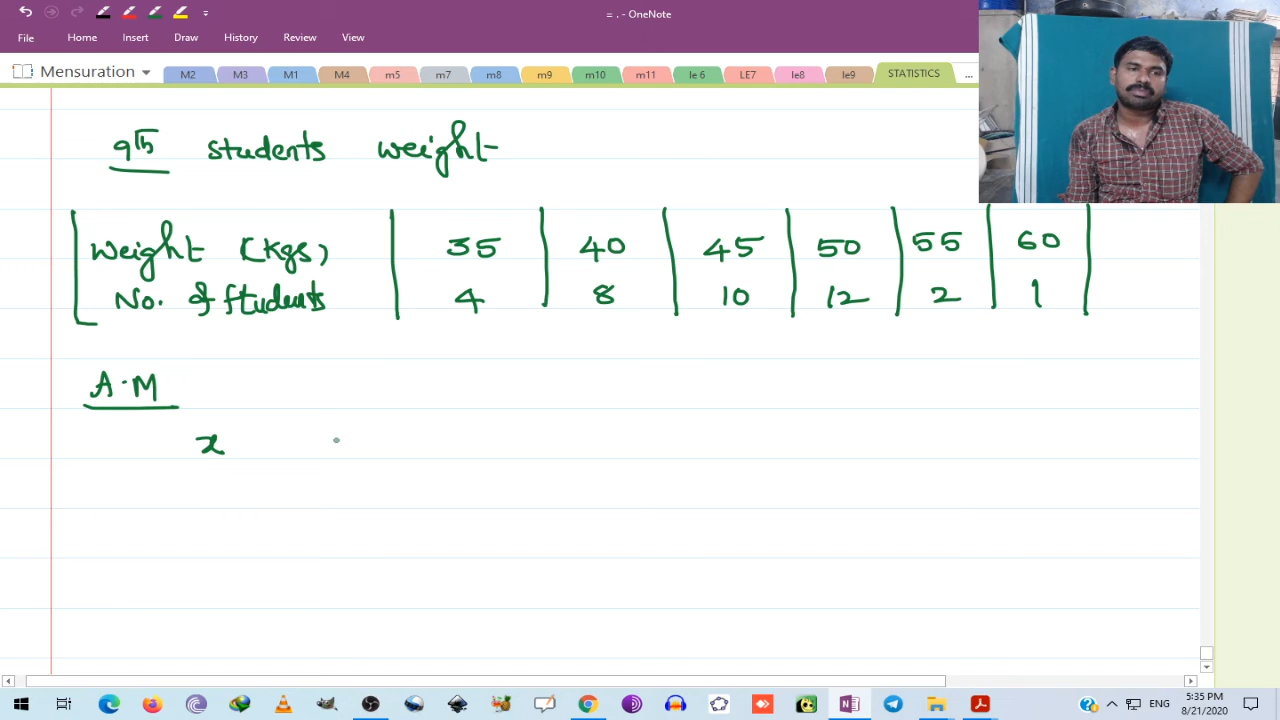 = , - OneNote
File Home Insert Draw History Review View
Mensuration M2 M3 M1 M4 m5 m7 m8 m9 m10 m11 le 6 LE7 le8 le9 STATISTICS ...
9th students weight
Weight (kgs) 35 40 45 50 55 60
No. of students 4 8 10 12 2 1
A.M
x
ENG 5:35 PM
8/21/2020